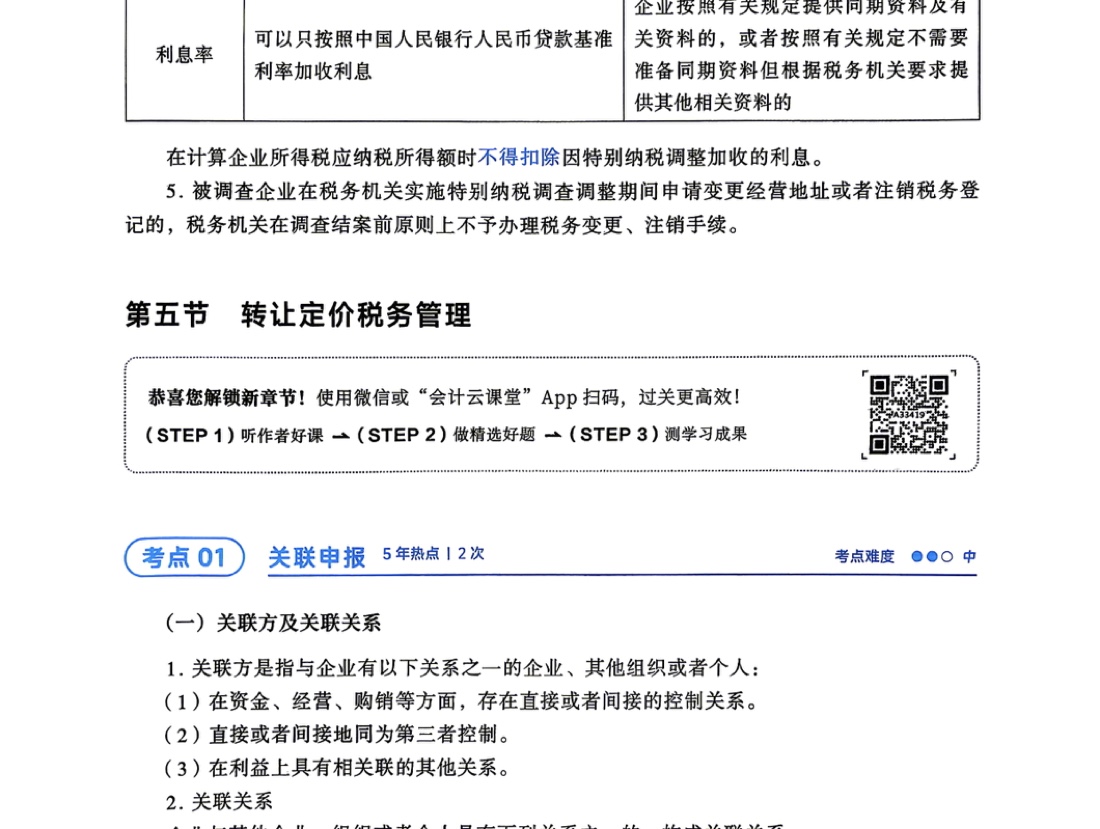 企业按照有关规定提供同期资料及有
利息率
可以只按照中国人民银行人民币贷款基准
关资料的，或者按照有关规定不需要
利率加收利息
准备同期资料但根据税务机关要求提
供其他相关资料的
在计算企业所得税应纳税所得额时不得扣除因特别纳税调整加收的利息。
5. 被调查企业在税务机关实施特别纳税调查调整期间申请变更经营地址或者注销税务登
记的，税务机关在调查结案前原则上不予办理税务变更、注销手续。
第五节 转让定价税务管理
恭喜您解锁新章节！使用微信或“会计云课堂”App 扫码，过关更高效！
（STEP 1）听作者好课 ⇀（STEP 2）做精选好题 ⇀（STEP 3）测学习成果
A33419
考点 01 关联申报 5 年热点 | 2 次 考点难度 ●●○ 中
（一）关联方及关联关系
1. 关联方是指与企业有以下关系之一的企业、其他组织或者个人：
（1）在资金、经营、购销等方面，存在直接或者间接的控制关系。
（2）直接或者间接地同为第三者控制。
（3）在利益上具有相关联的其他关系。
2. 关联关系